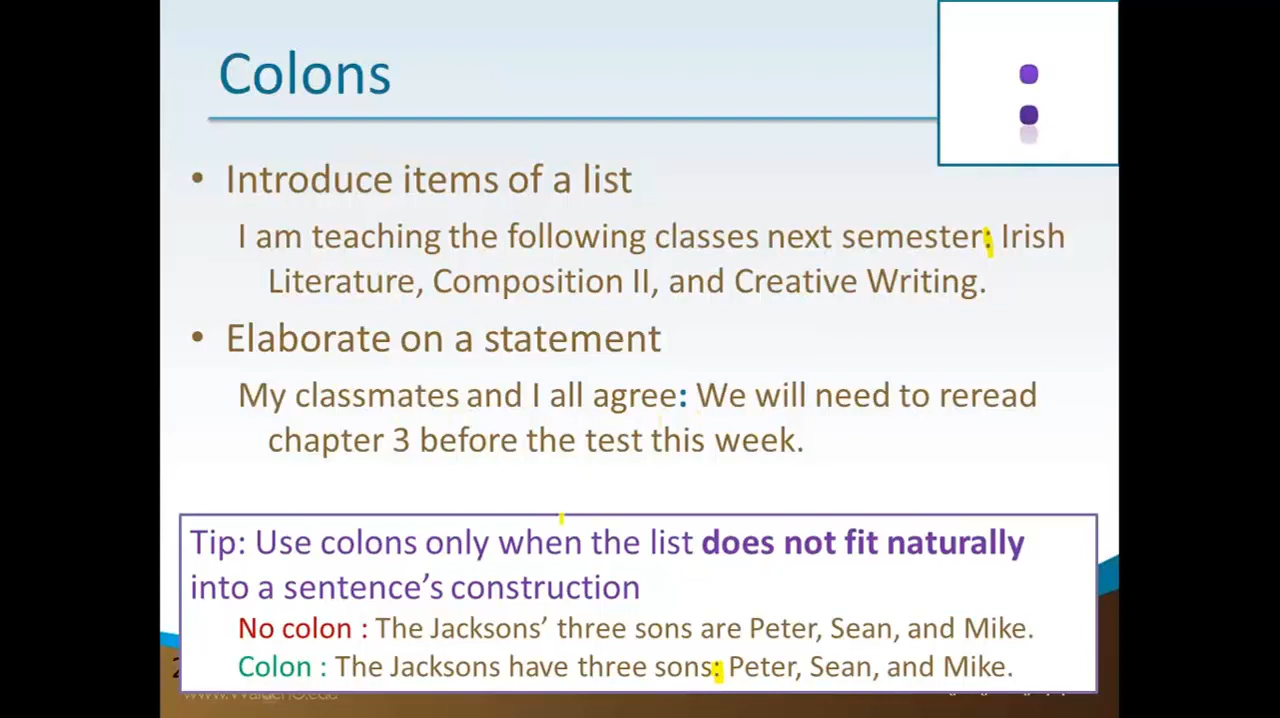 Colons
:
• Introduce items of a list
I am teaching the following classes next semester: Irish
Literature, Composition II, and Creative Writing.
• Elaborate on a statement
My classmates and I all agree: We will need to reread
chapter 3 before the test this week.
Tip: Use colons only when the list does not fit naturally
into a sentence’s construction
No colon : The Jacksons’ three sons are Peter, Sean, and Mike.
Colon : The Jacksons have three sons: Peter, Sean, and Mike.